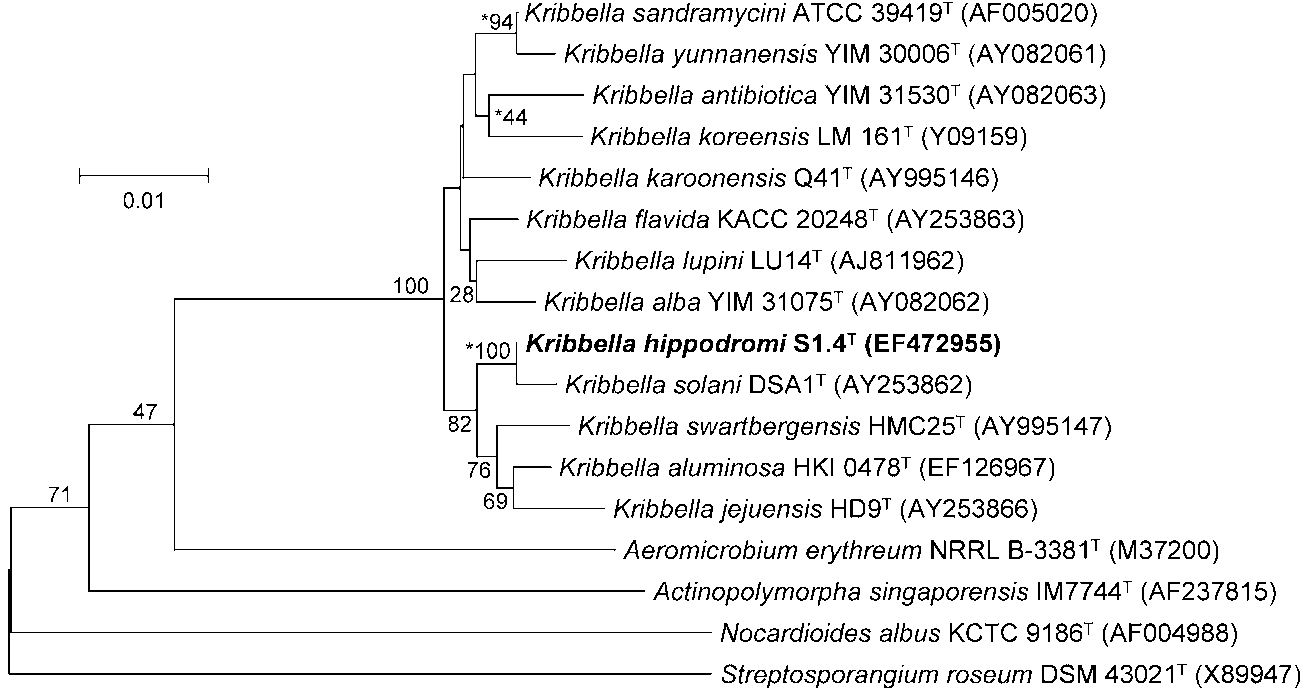 *94 Kribbella sandramycini ATCC 39419ᵀ (AF005020)
Kribbella yunnanensis YIM 30006ᵀ (AY082061)
Kribbella antibiotica YIM 31530ᵀ (AY082063)
*44
Kribbella koreensis LM 161ᵀ (Y09159)
Kribbella karoonensis Q41ᵀ (AY995146)
0.01
Kribbella flavida KACC 20248ᵀ (AY253863)
Kribbella lupini LU14ᵀ (AJ811962)
100
28
Kribbella alba YIM 31075ᵀ (AY082062)
*100 Kribbella hippodromi S1.4ᵀ (EF472955)
Kribbella solani DSA1ᵀ (AY253862)
47
82
Kribbella swartbergensis HMC25ᵀ (AY995147)
76
Kribbella aluminosa HKI 0478ᵀ (EF126967)
71
69
Kribbella jejuensis HD9ᵀ (AY253866)
Aeromicrobium erythreum NRRL B-3381ᵀ (M37200)
Actinopolymorpha singaporensis IM7744ᵀ (AF237815)
Nocardioides albus KCTC 9186ᵀ (AF004988)
Streptosporangium roseum DSM 43021ᵀ (X89947)